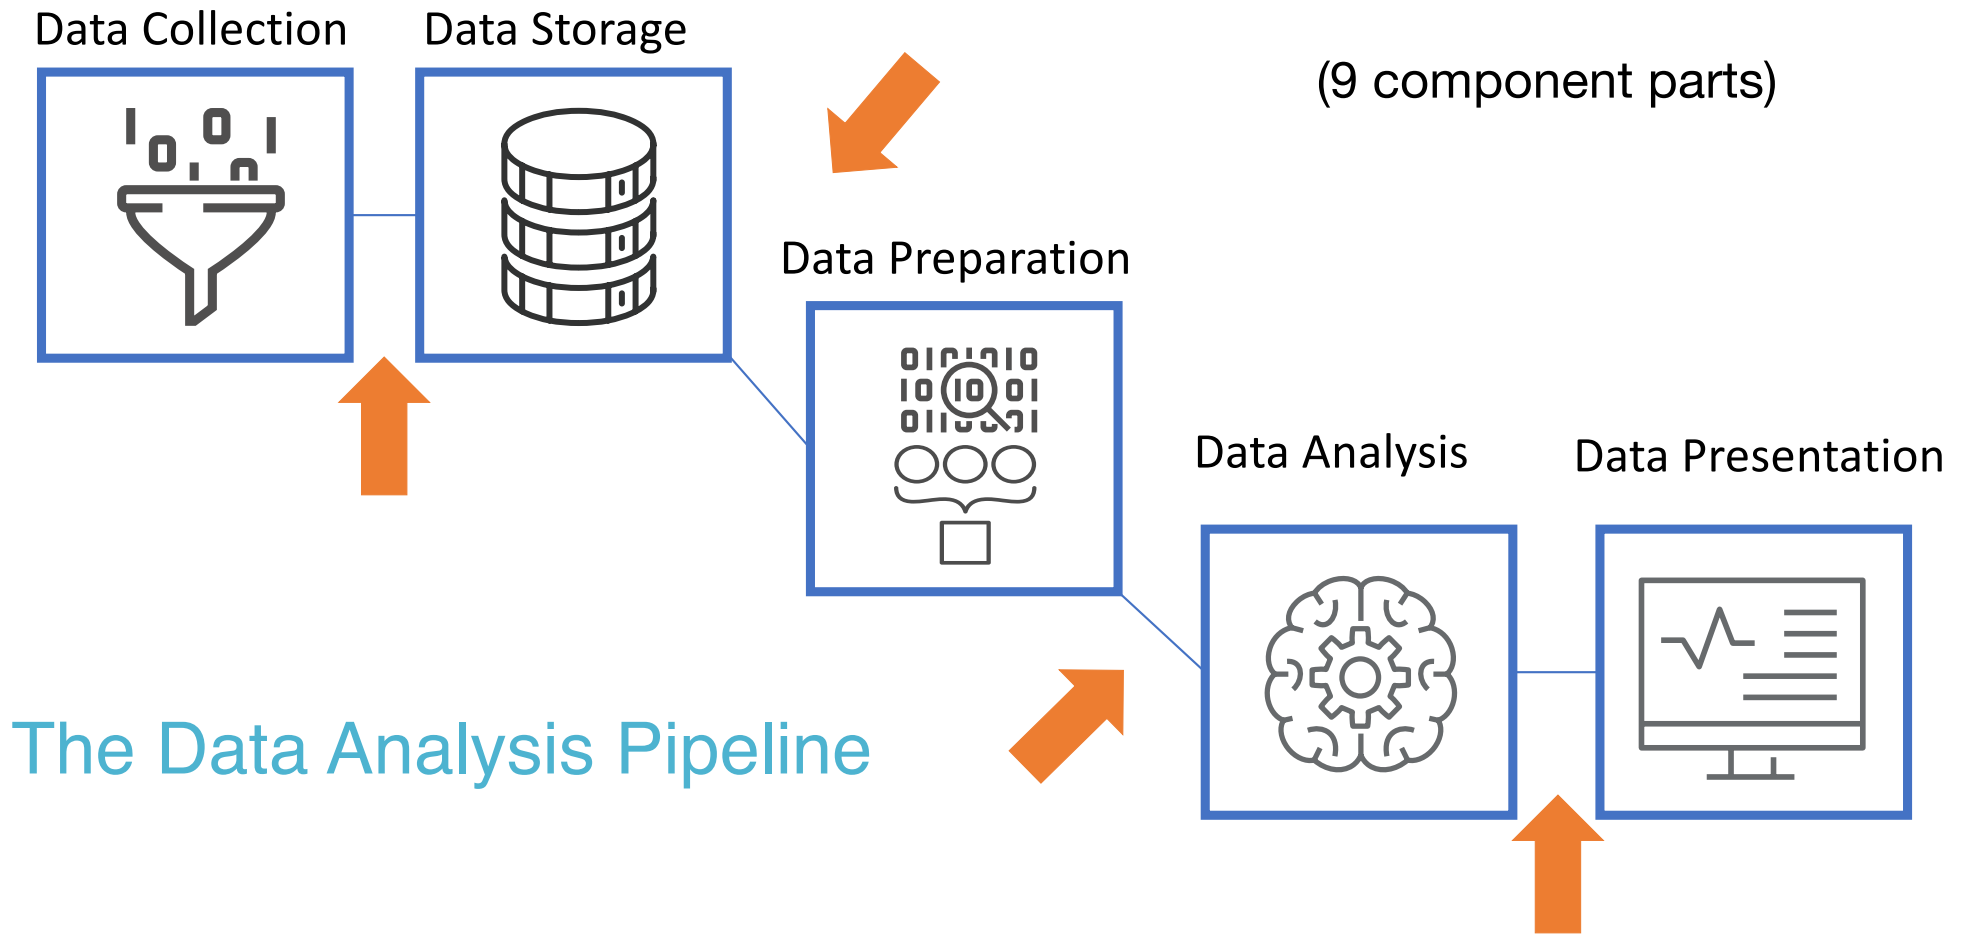 Data Collection
Data Storage
(9 component parts)
Data Preparation
Data Analysis
Data Presentation
The Data Analysis Pipeline